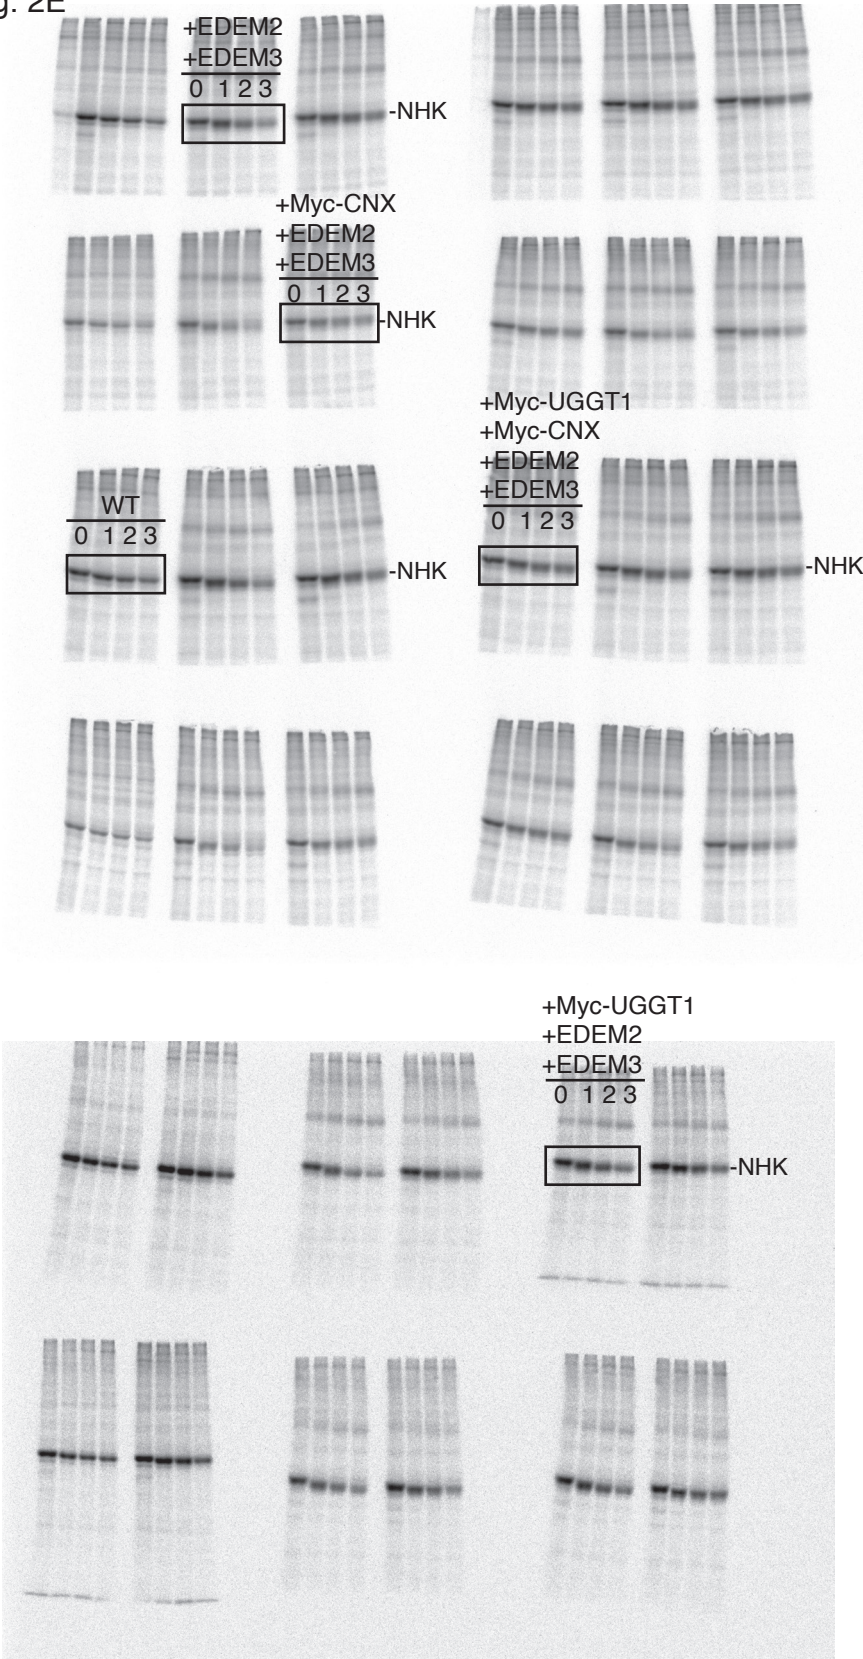 g. 2E
+EDEM2
+EDEM3
0 1 2 3
-NHK
+Myc-CNX
+EDEM2
+EDEM3
0 1 2 3
-NHK
WT
0 1 2 3
-NHK
+Myc-UGGT1
+Myc-CNX
+EDEM2
+EDEM3
0 1 2 3
-NHK
+Myc-UGGT1
+EDEM2
+EDEM3
0 1 2 3
-NHK